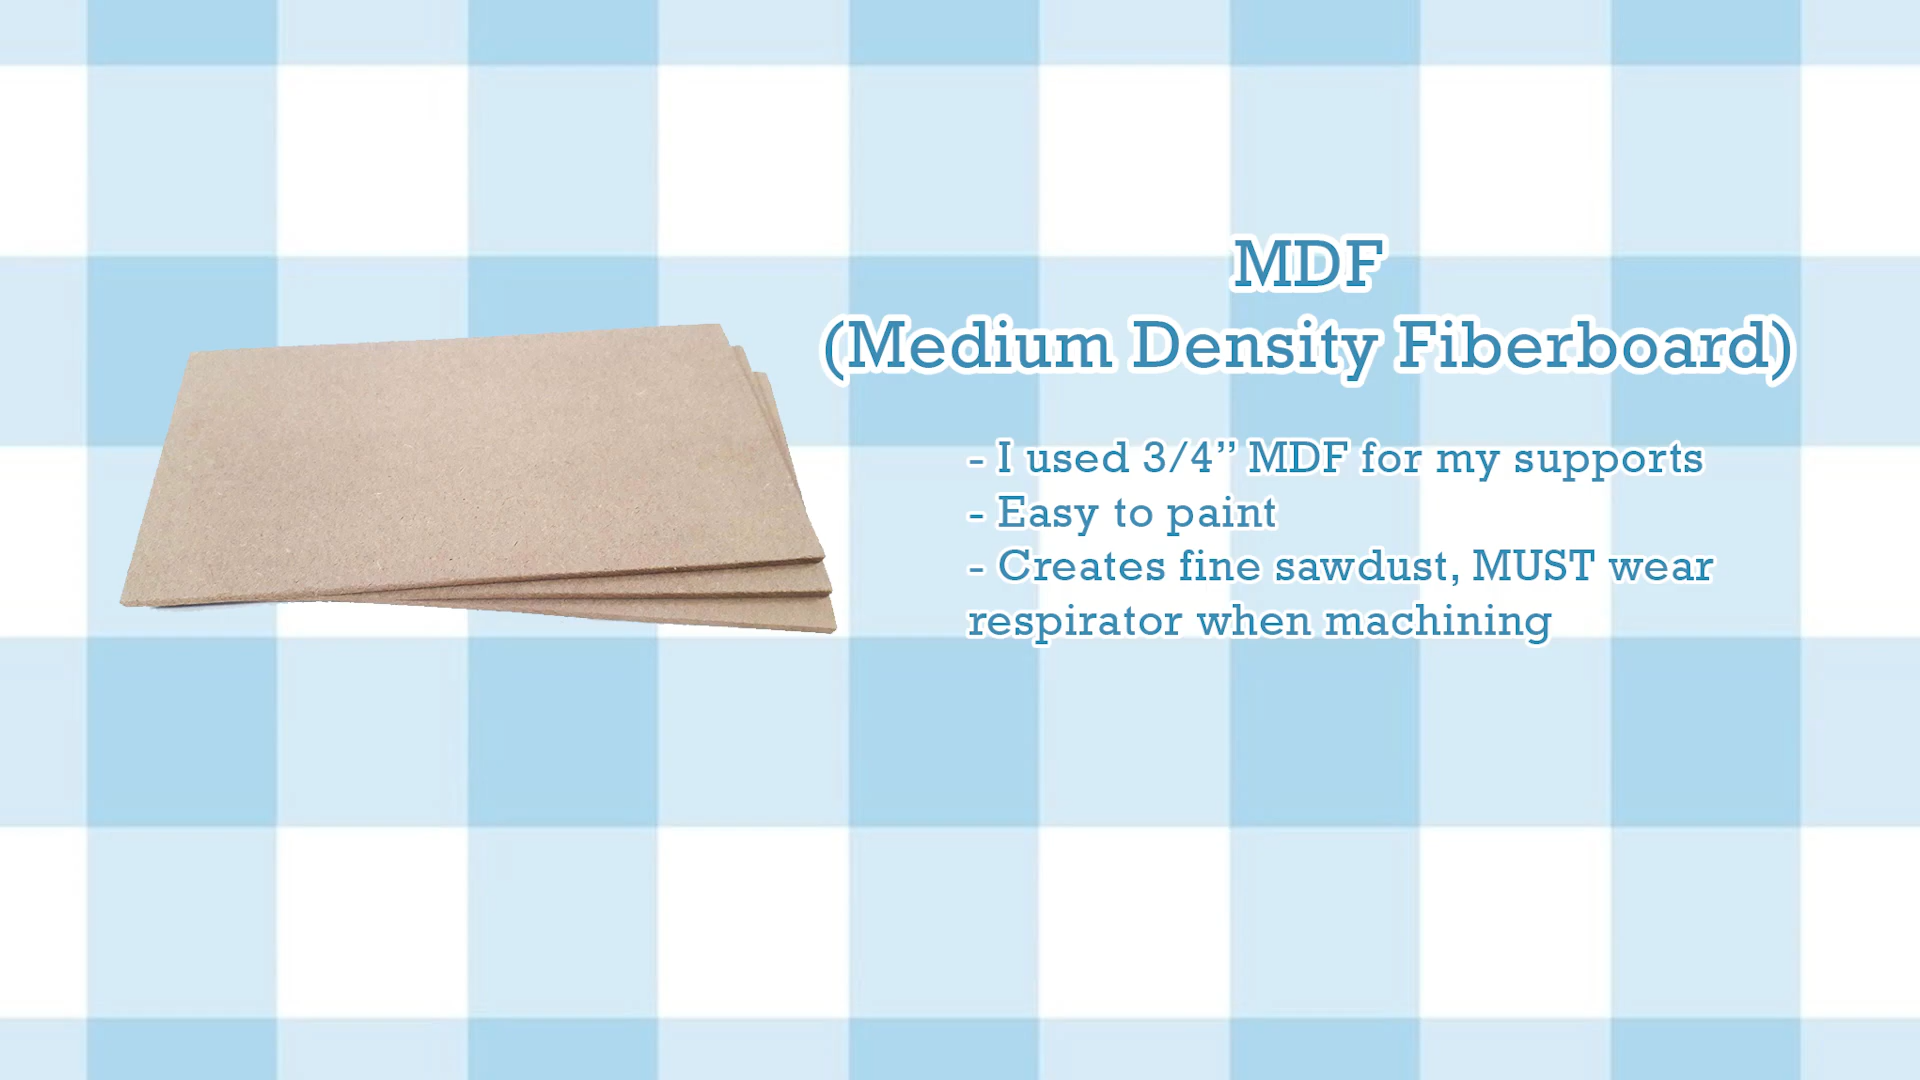 MDF
(Medium Density Fiberboard)
- I used 3/4” MDF for my supports
- Easy to paint
- Creates fine sawdust, MUST wear
respirator when machining